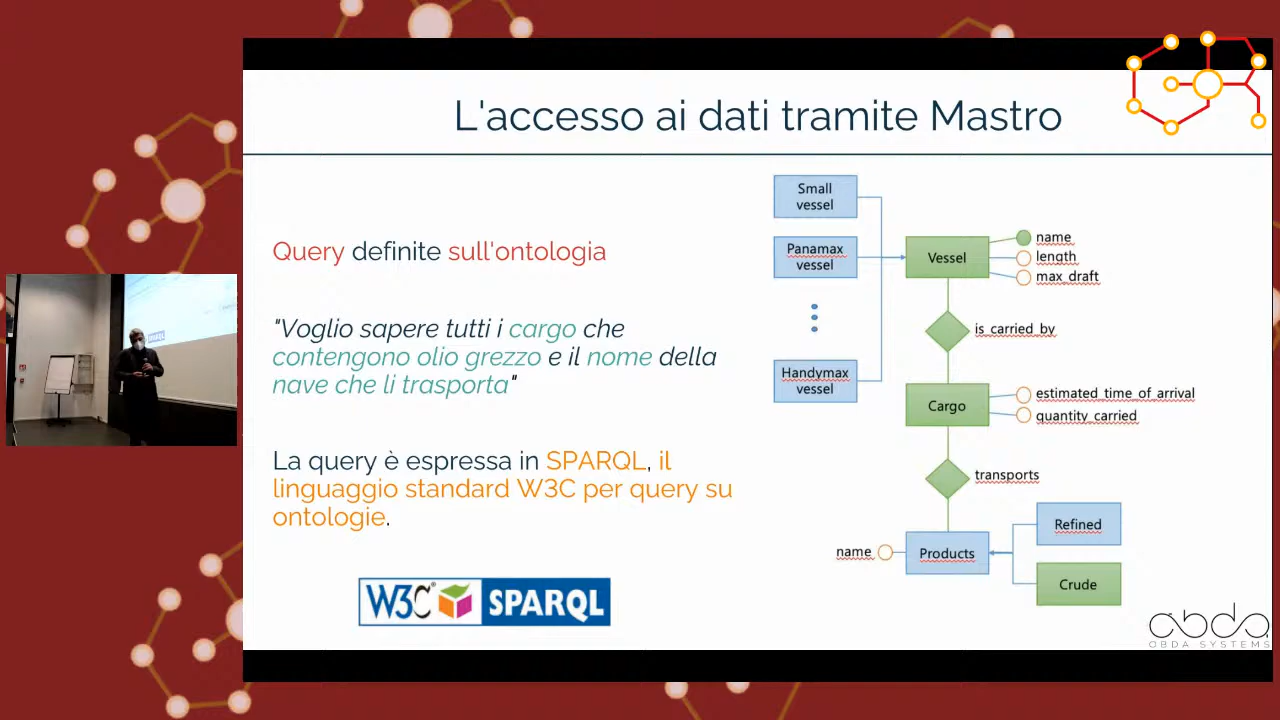 L'accesso ai dati tramite Mastro
Query definite sull'ontologia
"Voglio sapere tutti i cargo che
contengono olio grezzo e il nome della
nave che li trasporta"
La query è espressa in SPARQL, il
linguaggio standard W3C per query su
ontologie.
W3C® SPARQL
Small
vessel
Panamax
vessel
Handymax
vessel
Vessel
name
length
max_draft
is_carried_by
Cargo
estimated_time_of_arrival
quantity_carried
transports
name
Products
Refined
Crude
abda
OBDA SYSTEMS